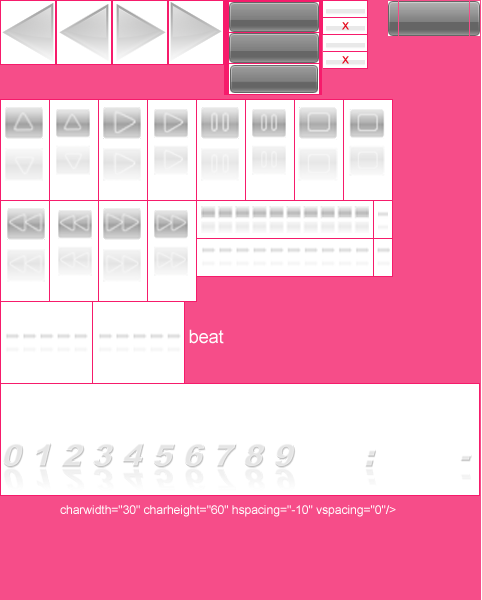 X
X
beat
0 1 2 3 4 5 6 7 8 9 : -
charwidth="30" charheight="60" hspacing="-10" vspacing="0"/>